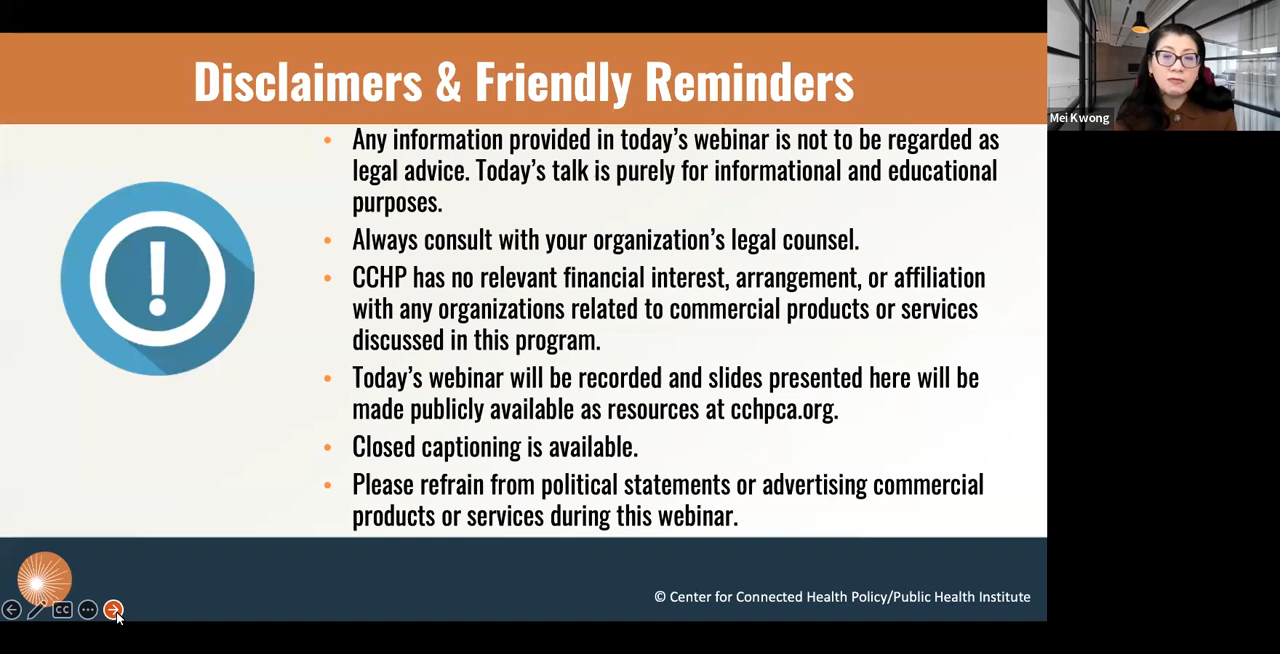 Disclaimers & Friendly Reminders
Mei Kwong
• Any information provided in today’s webinar is not to be regarded as
legal advice. Today’s talk is purely for informational and educational
purposes.
• Always consult with your organization’s legal counsel.
• CCHP has no relevant financial interest, arrangement, or affiliation
with any organizations related to commercial products or services
discussed in this program.
• Today’s webinar will be recorded and slides presented here will be
made publicly available as resources at cchpca.org.
• Closed captioning is available.
• Please refrain from political statements or advertising commercial
products or services during this webinar.
© Center for Connected Health Policy/Public Health Institute
CC